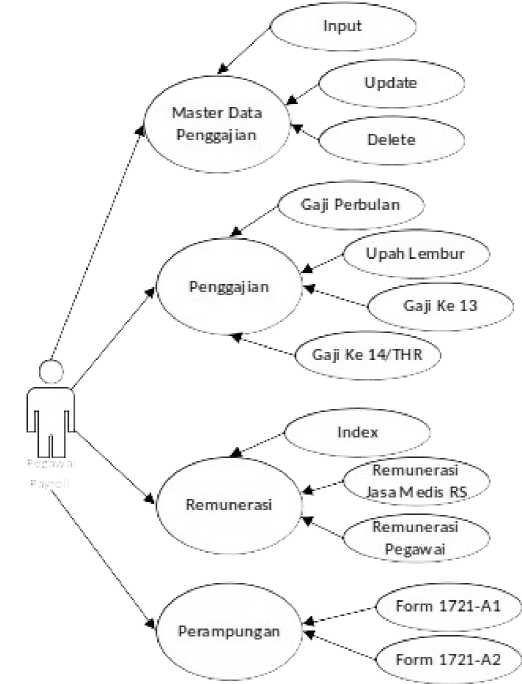 Input
Update
Master Data
Penggajian
Delete
Gaji Perbulan
Upah Lembur
Penggajian
Gaji Ke 13
Gaji Ke 14/THR
Pegawai
Payroll
Index
Remunerasi
Jasa Medis RS
Remunerasi
Remunerasi
Pegawai
Form 1721-A1
Perampungan
Form 1721-A2